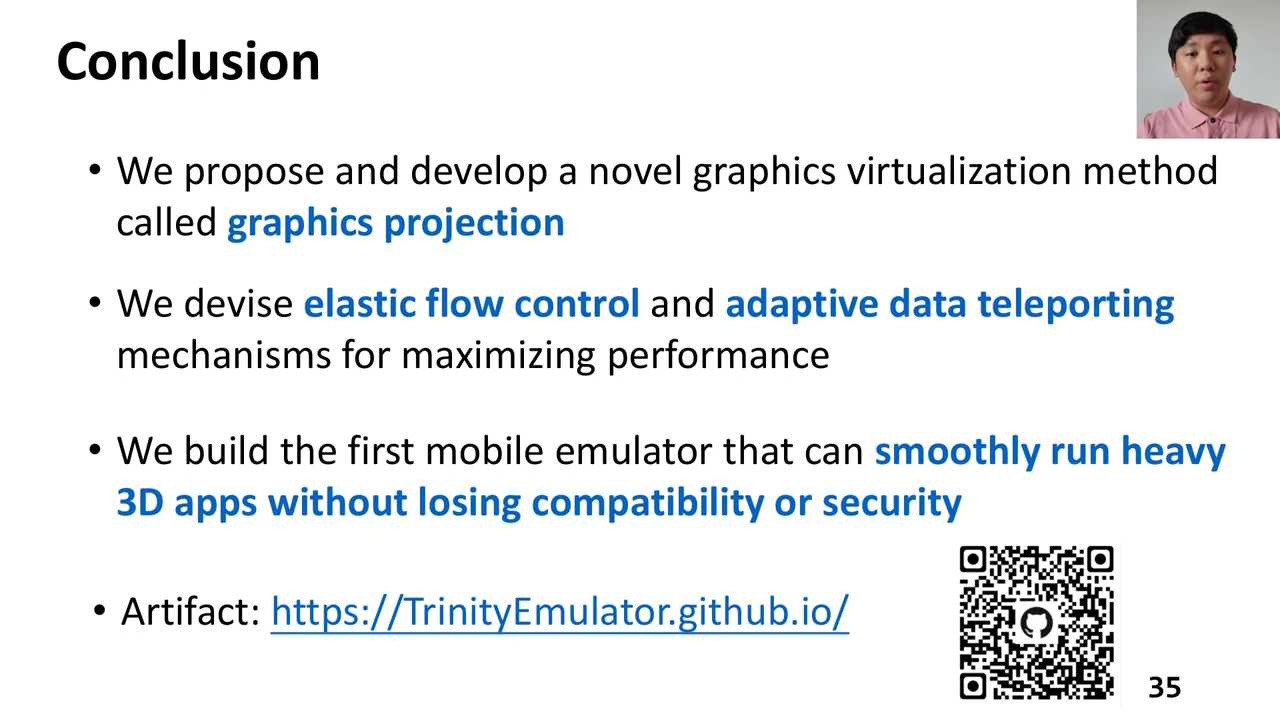 Conclusion
• We propose and develop a novel graphics virtualization method
called graphics projection
• We devise elastic flow control and adaptive data teleporting
mechanisms for maximizing performance
• We build the first mobile emulator that can smoothly run heavy
3D apps without losing compatibility or security
• Artifact: https://TrinityEmulator.github.io/
35